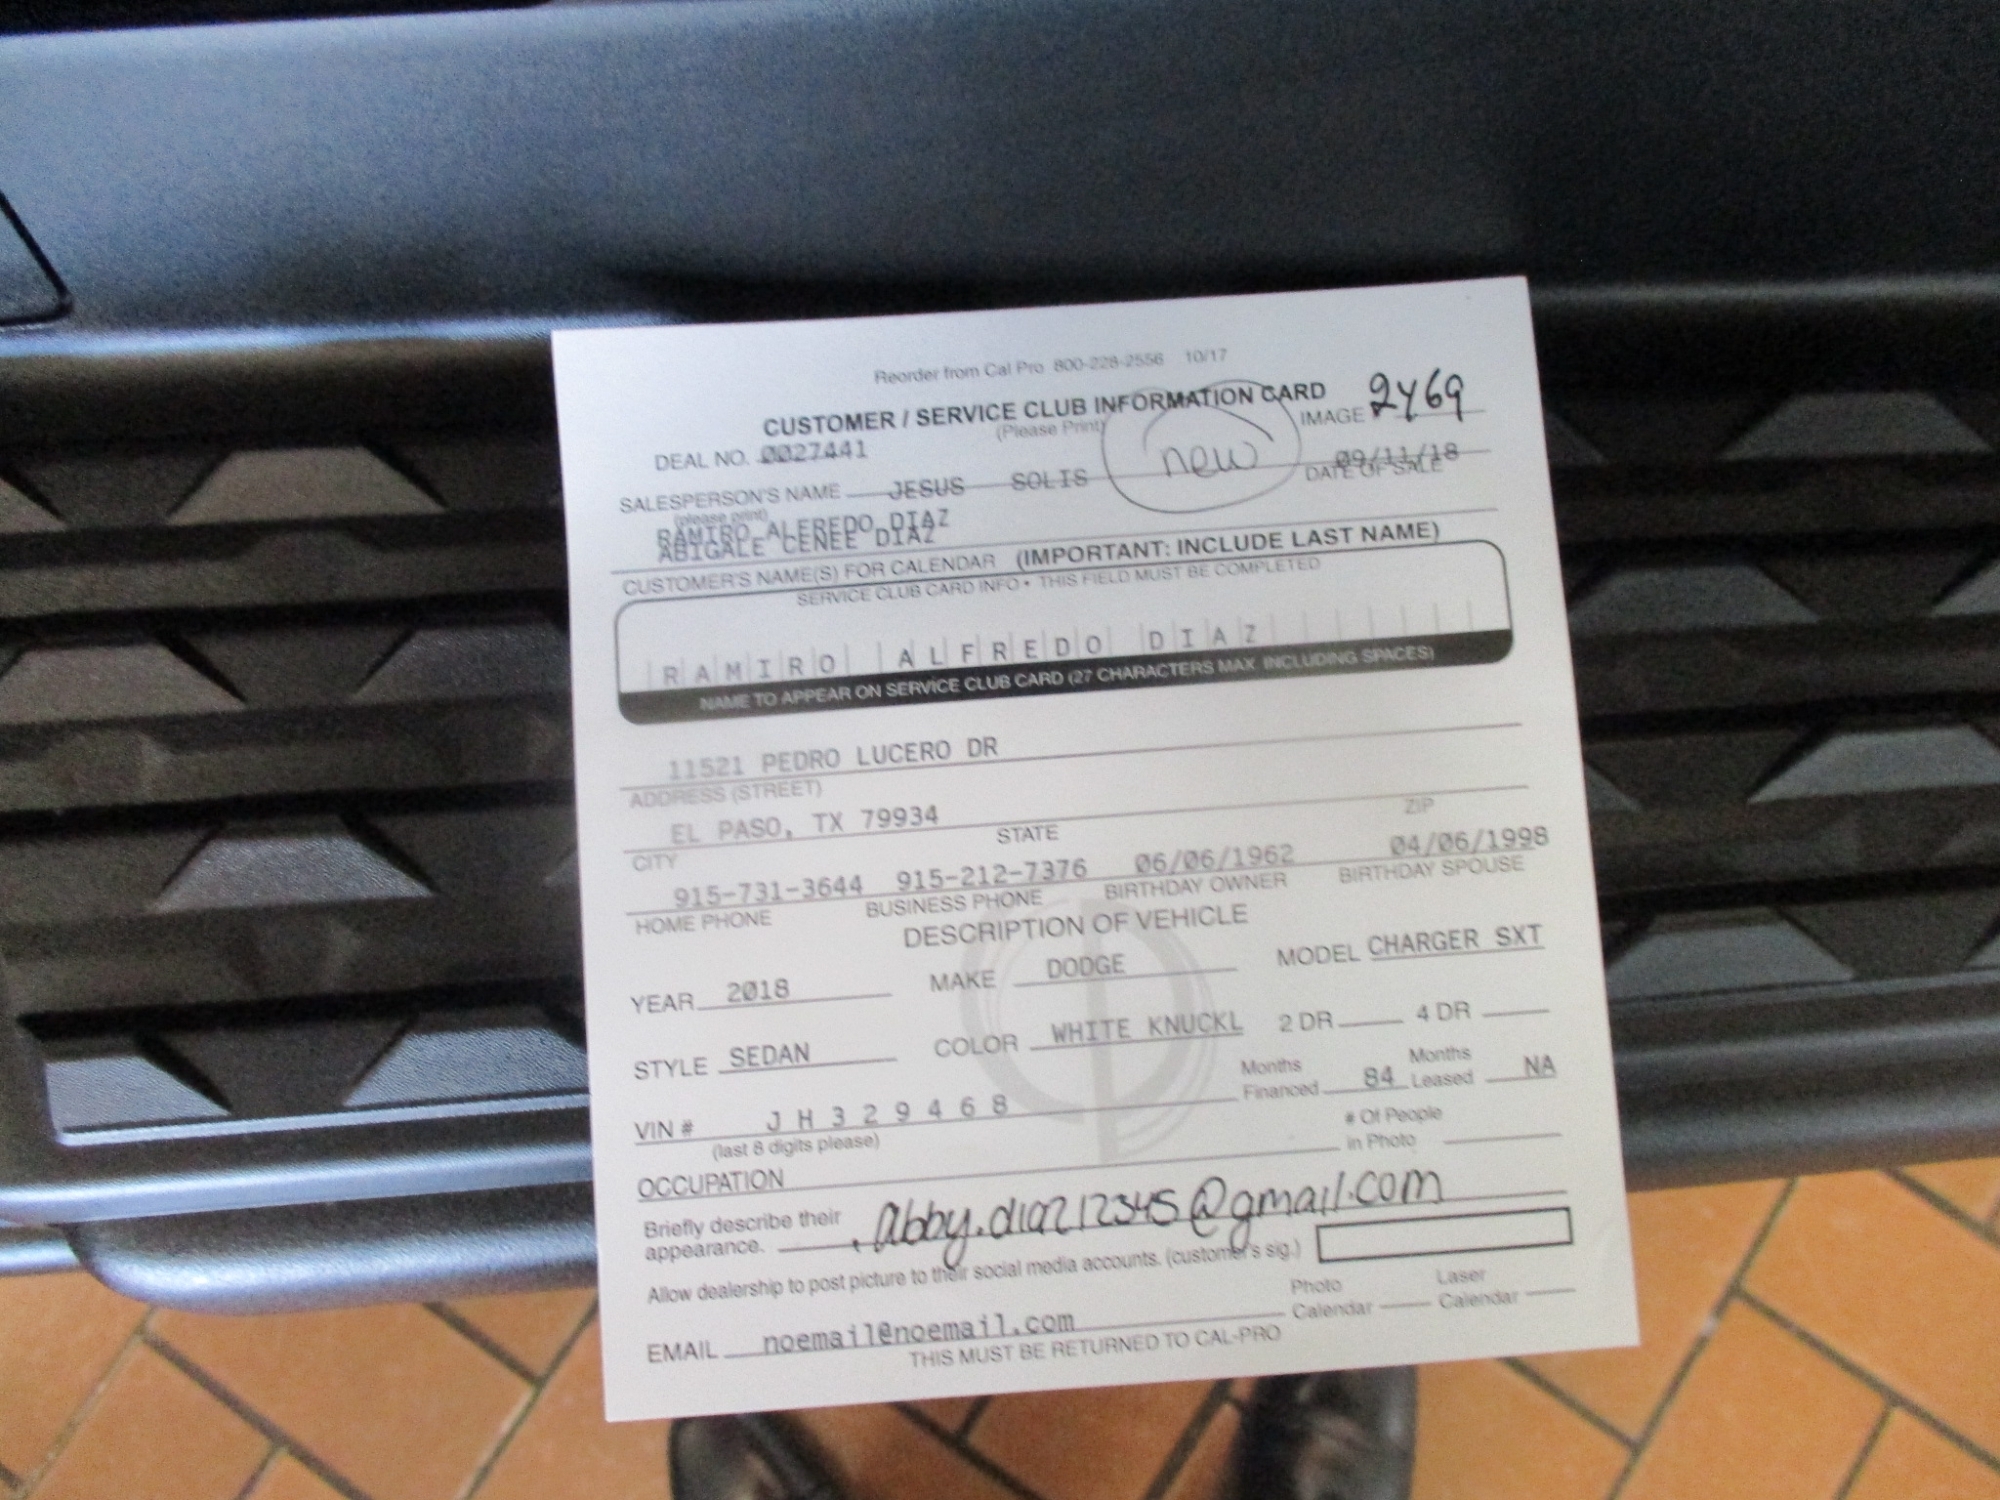 Reorder from Cal Pro 800-228-2556 10/17
CUSTOMER / SERVICE CLUB INFORMATION CARD
(Please Print)
IMAGE 2469
DEAL NO. 0027441
new
SALESPERSON'S NAME JESUS SOLIS
(please print)
09/11/18
DATE OF SALE
RAMIRO ALFREDO DIAZ
ABIGALE CENEE DIAZ
CUSTOMER'S NAME(S) FOR CALENDAR (IMPORTANT: INCLUDE LAST NAME)
SERVICE CLUB CARD INFO • THIS FIELD MUST BE COMPLETED
RAMIRO ALFREDO DIAZ
NAME TO APPEAR ON SERVICE CLUB CARD (27 CHARACTERS MAX INCLUDING SPACES)
11521 PEDRO LUCERO DR
ADDRESS (STREET)
EL PASO, TX 79934
CITY STATE ZIP
915-731-3644 915-212-7376 06/06/1962 04/06/1998
HOME PHONE BUSINESS PHONE BIRTHDAY OWNER BIRTHDAY SPOUSE
DESCRIPTION OF VEHICLE
YEAR 2018 MAKE DODGE MODEL CHARGER SXT
STYLE SEDAN COLOR WHITE KNUCKL 2 DR 4 DR
VIN # JH329468
(last 8 digits please)
Months Financed 84 Months Leased NA
OCCUPATION
# Of People in Photo
Briefly describe their appearance. . abby.diaz12345@gmail.com
Allow dealership to post picture to their social media accounts. (customer's sig.)
EMAIL noemail@noemail.com
Photo Calendar Laser Calendar
THIS MUST BE RETURNED TO CAL-PRO